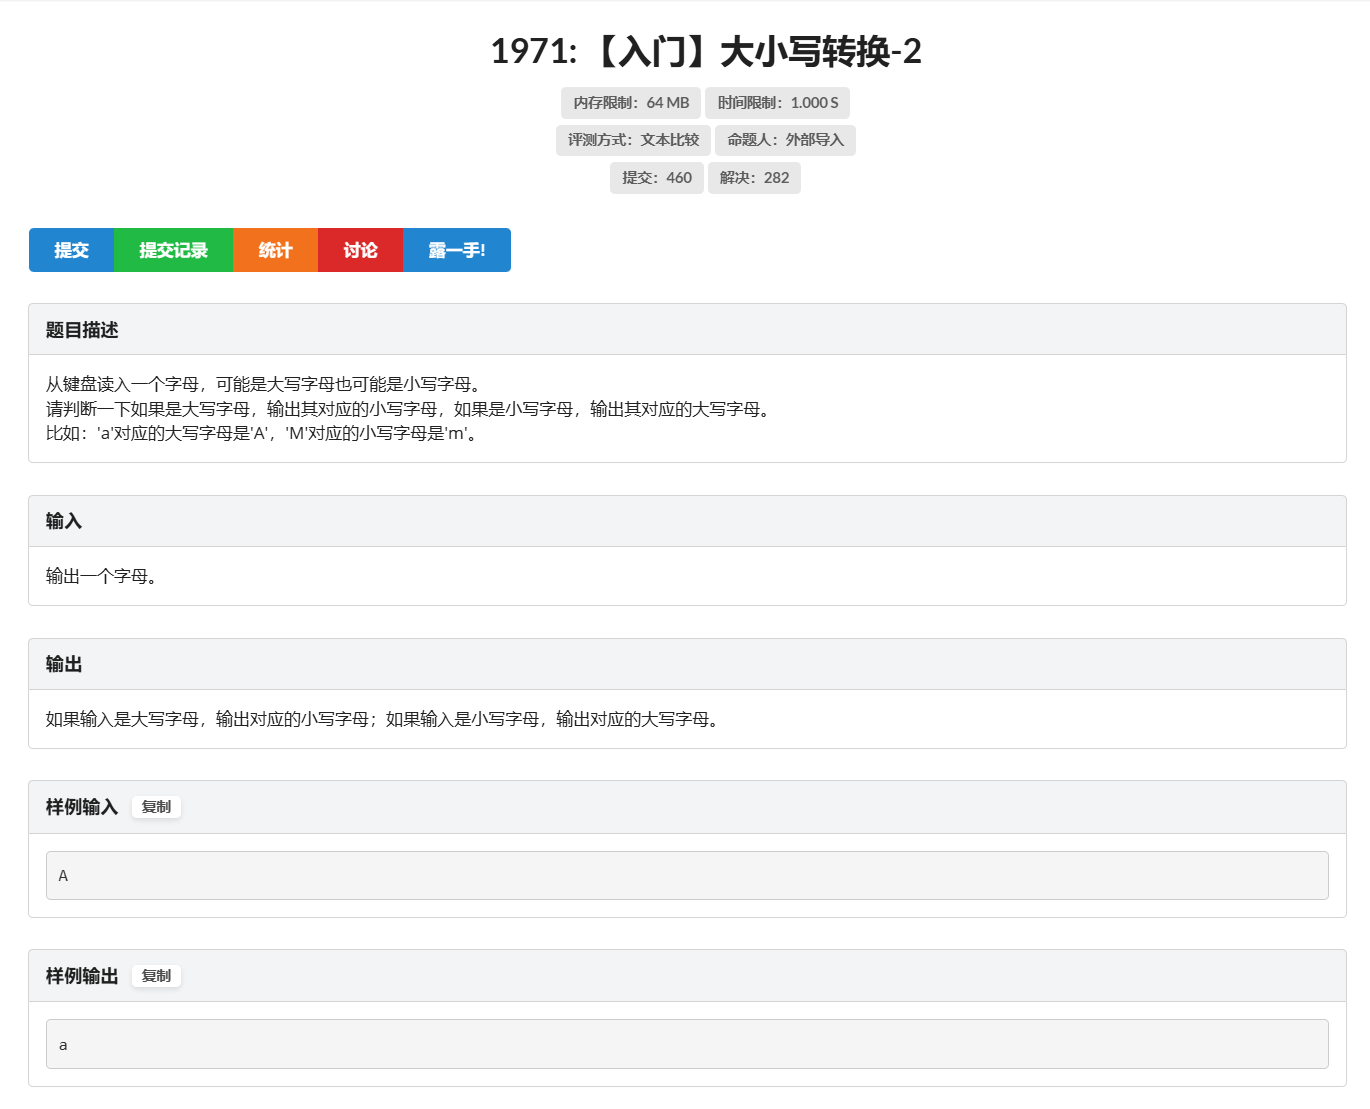 1971: 【入门】大小写转换-2
内存限制：64 MB 时间限制：1.000 S
评测方式：文本比较 命题人：外部导入
提交：460 解决：282
提交 提交记录 统计 讨论 露一手!
题目描述
从键盘读入一个字母，可能是大写字母也可能是小写字母。
请判断一下如果是大写字母，输出其对应的小写字母，如果是小写字母，输出其对应的大写字母。
比如：'a'对应的大写字母是'A'，'M'对应的小写字母是'm'。
输入
输出一个字母。
输出
如果输入是大写字母，输出对应的小写字母；如果输入是小写字母，输出对应的大写字母。
样例输入 复制
A
样例输出 复制
a